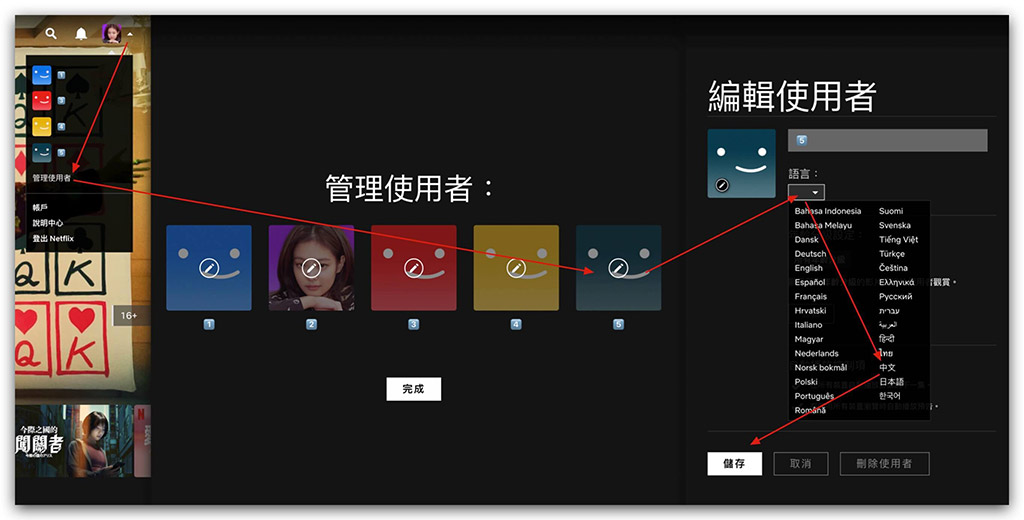 1
3
4
5
管理使用者
帳戶
說明中心
登出 Netflix
16+
今際之國的
闖關者
N
管理使用者：
1
2
3
4
5
完成
編輯使用者
5
語言：
Bahasa Indonesia
Bahasa Melayu
Dansk
Deutsch
English
Español
Français
Hrvatski
Italiano
Magyar
Nederlands
Norsk bokmål
Polski
Português
Română
Suomi
Svenska
Tiếng Việt
Türkçe
Čeština
Ελληνικά
Русский
עברית
العربية
हिन्दी
ไทย
中文
日本語
한국어
觀賞。
儲存
取消
刪除使用者